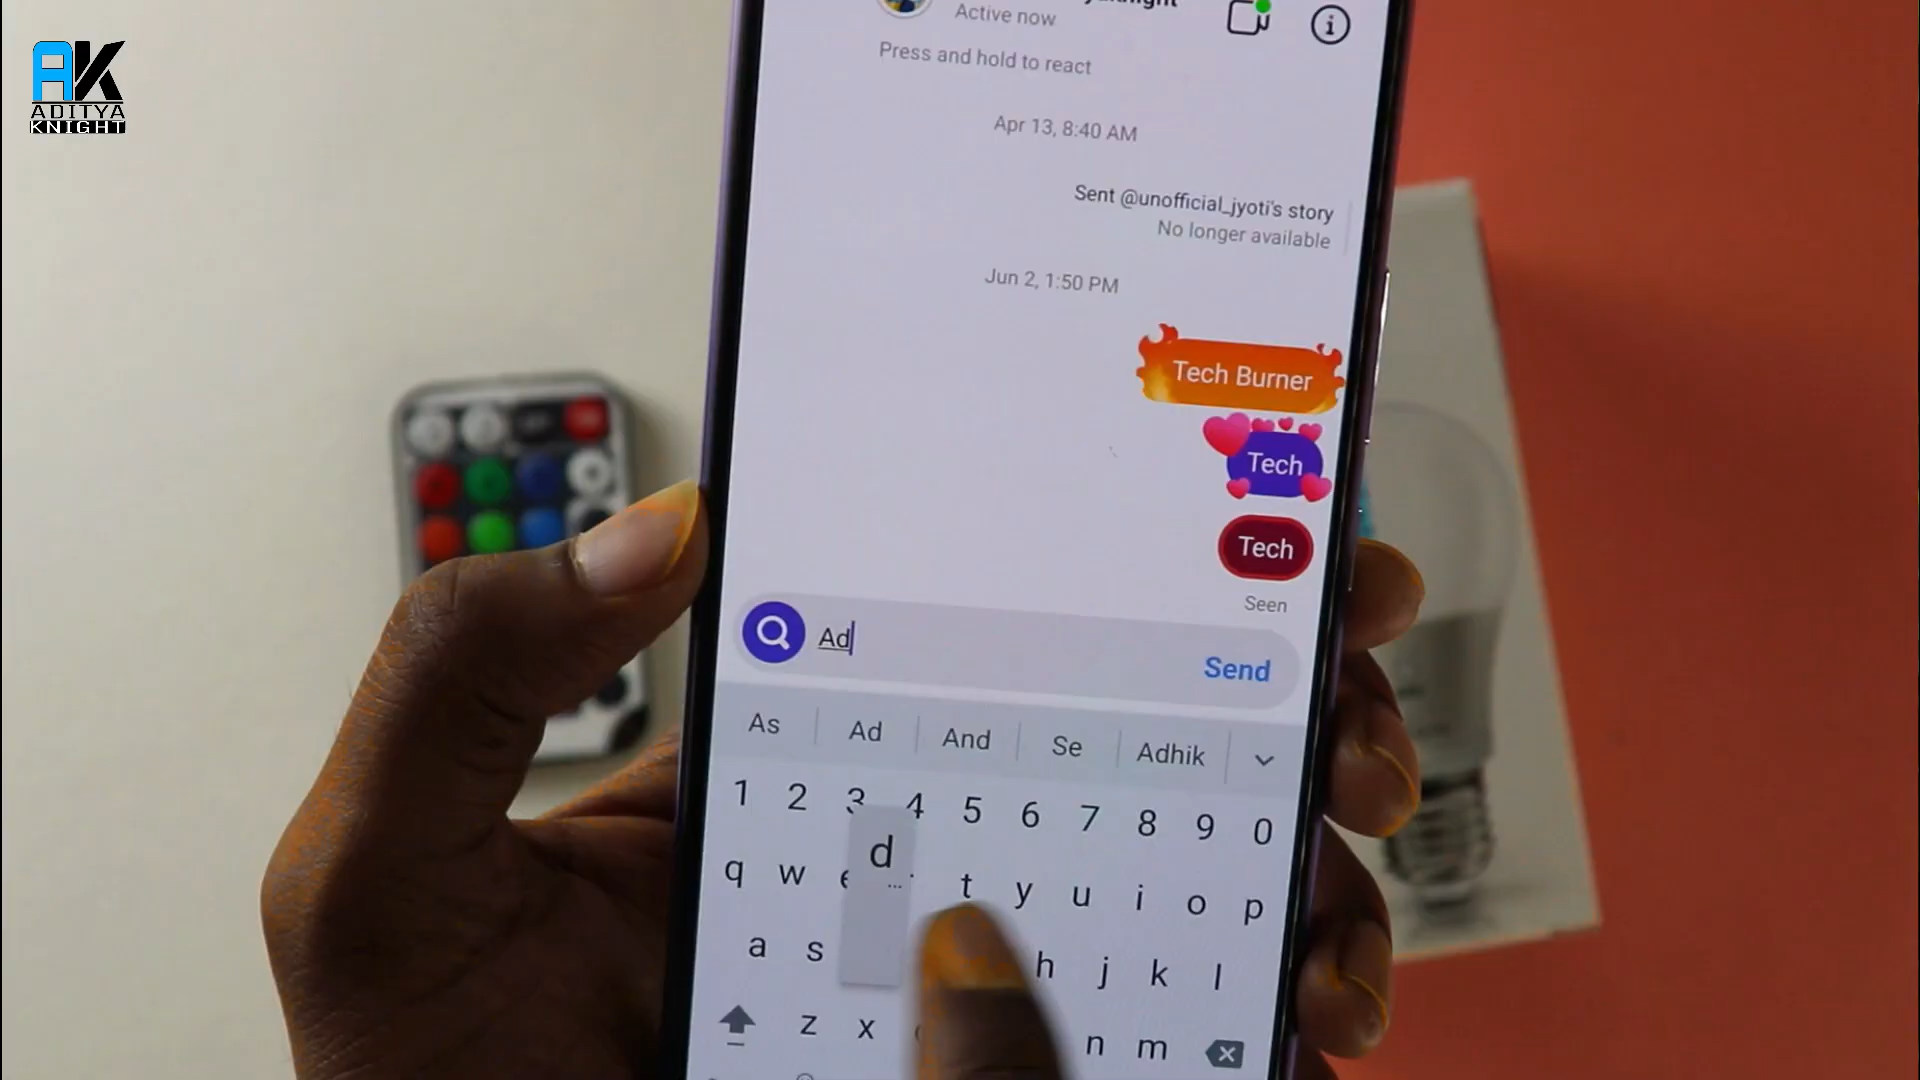 AK
ADITYA
KNIGHT
Active now
Press and hold to react
Apr 13, 8:40 AM
Sent @unofficial_jyoti's story
No longer available
Jun 2, 1:50 PM
Tech Burner
Tech
Tech
Seen
Ad
Send
As Ad And Se Adhik
1 2 3 4 5 6 7 8 9 0
d
q w e t y u i o p
a s h j k l
z x n m